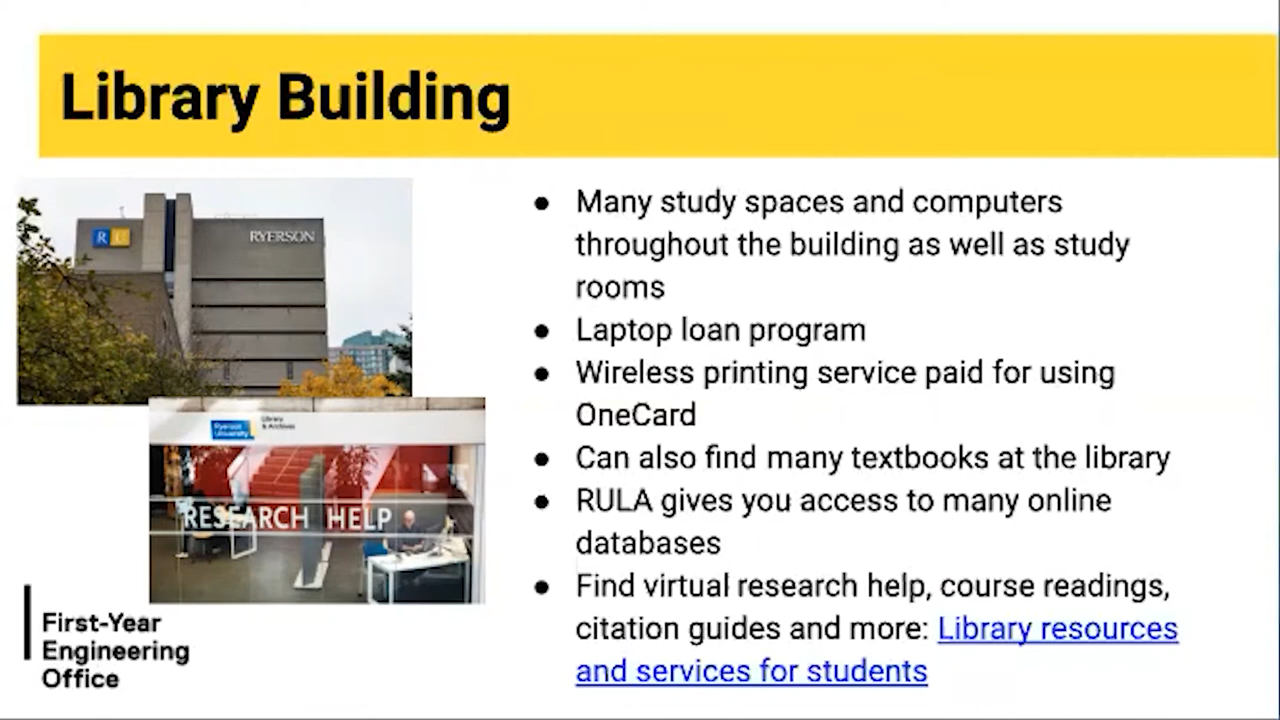 Library Building
R U
RYERSON
Ryerson
University
Library
& Archives
RESEARCH HELP
First-Year
Engineering
Office
● Many study spaces and computers
throughout the building as well as study
rooms
● Laptop loan program
● Wireless printing service paid for using
OneCard
● Can also find many textbooks at the library
● RULA gives you access to many online
databases
● Find virtual research help, course readings,
citation guides and more: Library resources
and services for students